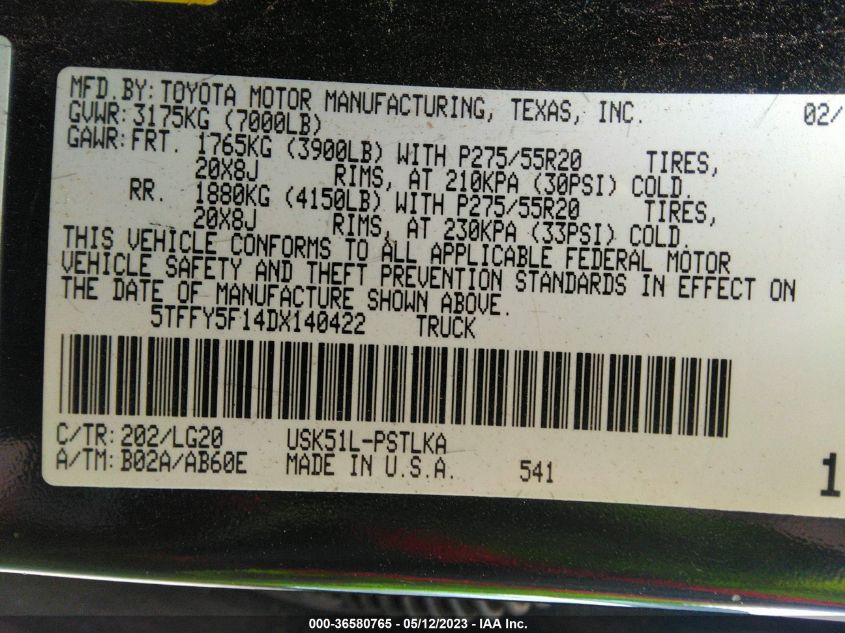 MFD.BY: TOYOTA MOTOR MANUFACTURING, TEXAS, INC. 02/
GVWR: 3175KG (7000LB)
GAWR: FRT. 1765KG (3900LB) WITH P275/55R20 TIRES,
20X8J RIMS, AT 210KPA (30PSI) COLD.
RR. 1880KG (4150LB) WITH P275/55R20 TIRES,
20X8J RIMS, AT 230KPA (33PSI) COLD.
THIS VEHICLE CONFORMS TO ALL APPLICABLE FEDERAL MOTOR
VEHICLE SAFETY AND THEFT PREVENTION STANDARDS IN EFFECT ON
THE DATE OF MANUFACTURE SHOWN ABOVE.
5TFFY5F14DX140422 TRUCK
C/TR: 202/LG20 USK51L-PSTLKA
A/TM: B02A/AB60E MADE IN U.S.A. 541 1
000-36580765 - 05/12/2023 - IAA Inc.